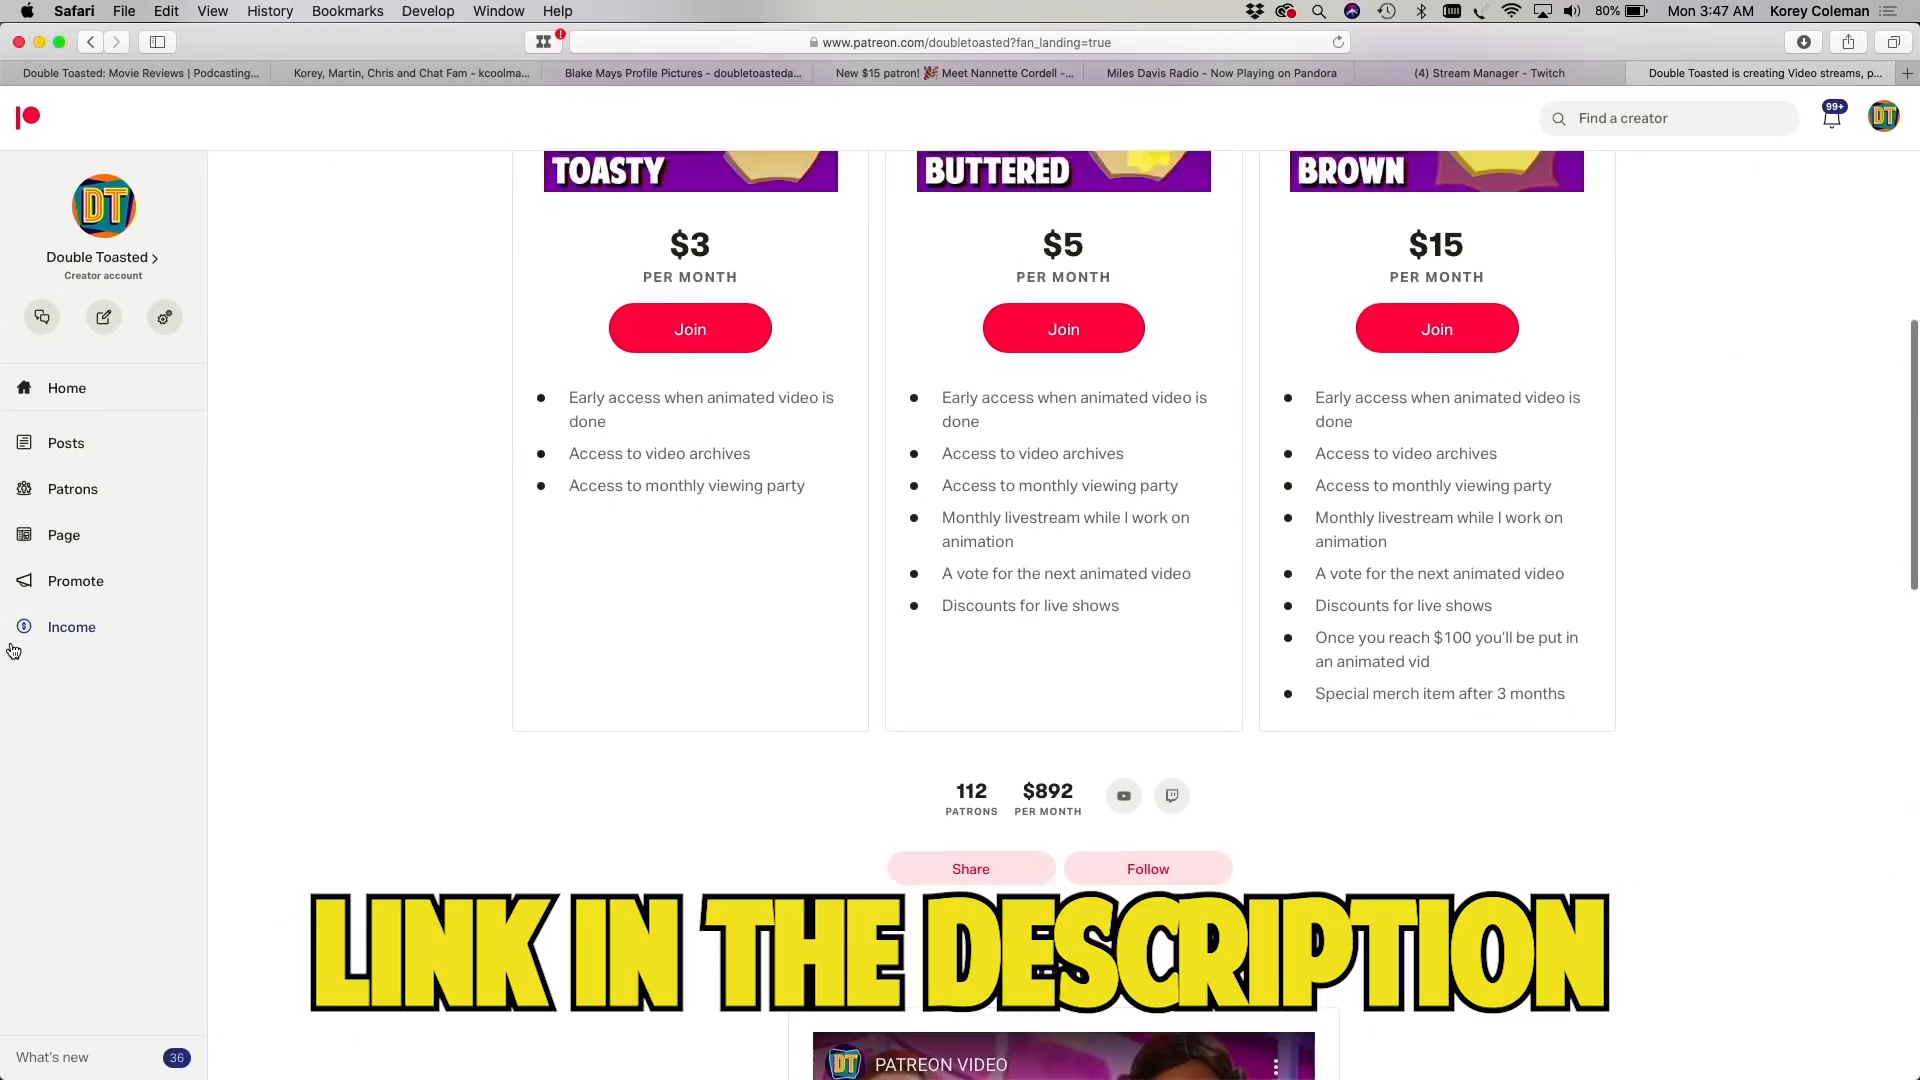 Safari File Edit View History Bookmarks Develop Window Help 80% Mon 3:47 AM Korey Coleman
www.patreon.com/doubletoasted?fan_landing=true
Double Toasted: Movie Reviews | Podcasting... Korey, Martin, Chris and Chat Fam - kcoolma... Blake Mays Profile Pictures - doubletoasteda... New $15 patron! 🎉 Meet Nannette Cordell -... Miles Davis Radio - Now Playing on Pandora (4) Stream Manager - Twitch Double Toasted is creating Video streams, p...
Find a creator 99+ DT
TOASTY BUTTERED BROWN
DT
Double Toasted
Creator account
Home
Posts
Patrons
Page
Promote
Income
What's new 36
$3
PER MONTH
Join
Early access when animated video is
done
Access to video archives
Access to monthly viewing party
$5
PER MONTH
Join
Early access when animated video is
done
Access to video archives
Access to monthly viewing party
Monthly livestream while I work on
animation
A vote for the next animated video
Discounts for live shows
$15
PER MONTH
Join
Early access when animated video is
done
Access to video archives
Access to monthly viewing party
Monthly livestream while I work on
animation
A vote for the next animated video
Discounts for live shows
Once you reach $100 you'll be put in
an animated vid
Special merch item after 3 months
112 $892
PATRONS PER MONTH
Share Follow
LINK IN THE DESCRIPTION
DT PATREON VIDEO